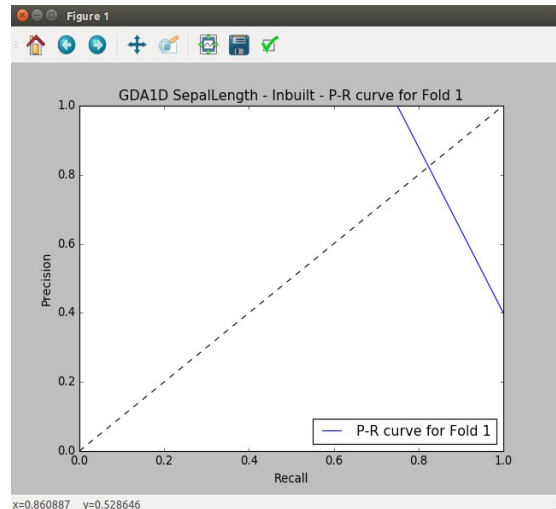 Figure 1
GDA1D SepalLength - Inbuilt - P-R curve for Fold 1
1.0
0.8
0.6
0.4
0.2
0.0
Precision
0.0 0.2 0.4 0.6 0.8 1.0
Recall
P-R curve for Fold 1
x=0.860887 y=0.528646